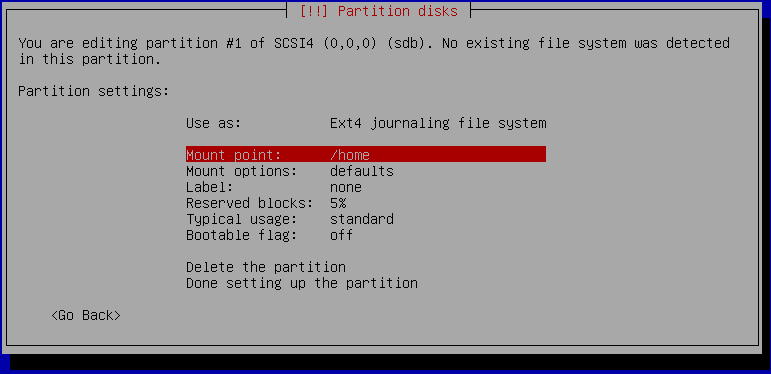 [!!] Partition disks
You are editing partition #1 of SCSI4 (0,0,0) (sdb). No existing file system was detected
in this partition.
Partition settings:
Use as: Ext4 journaling file system
Mount point: /home
Mount options: defaults
Label: none
Reserved blocks: 5%
Typical usage: standard
Bootable flag: off
Delete the partition
Done setting up the partition
<Go Back>